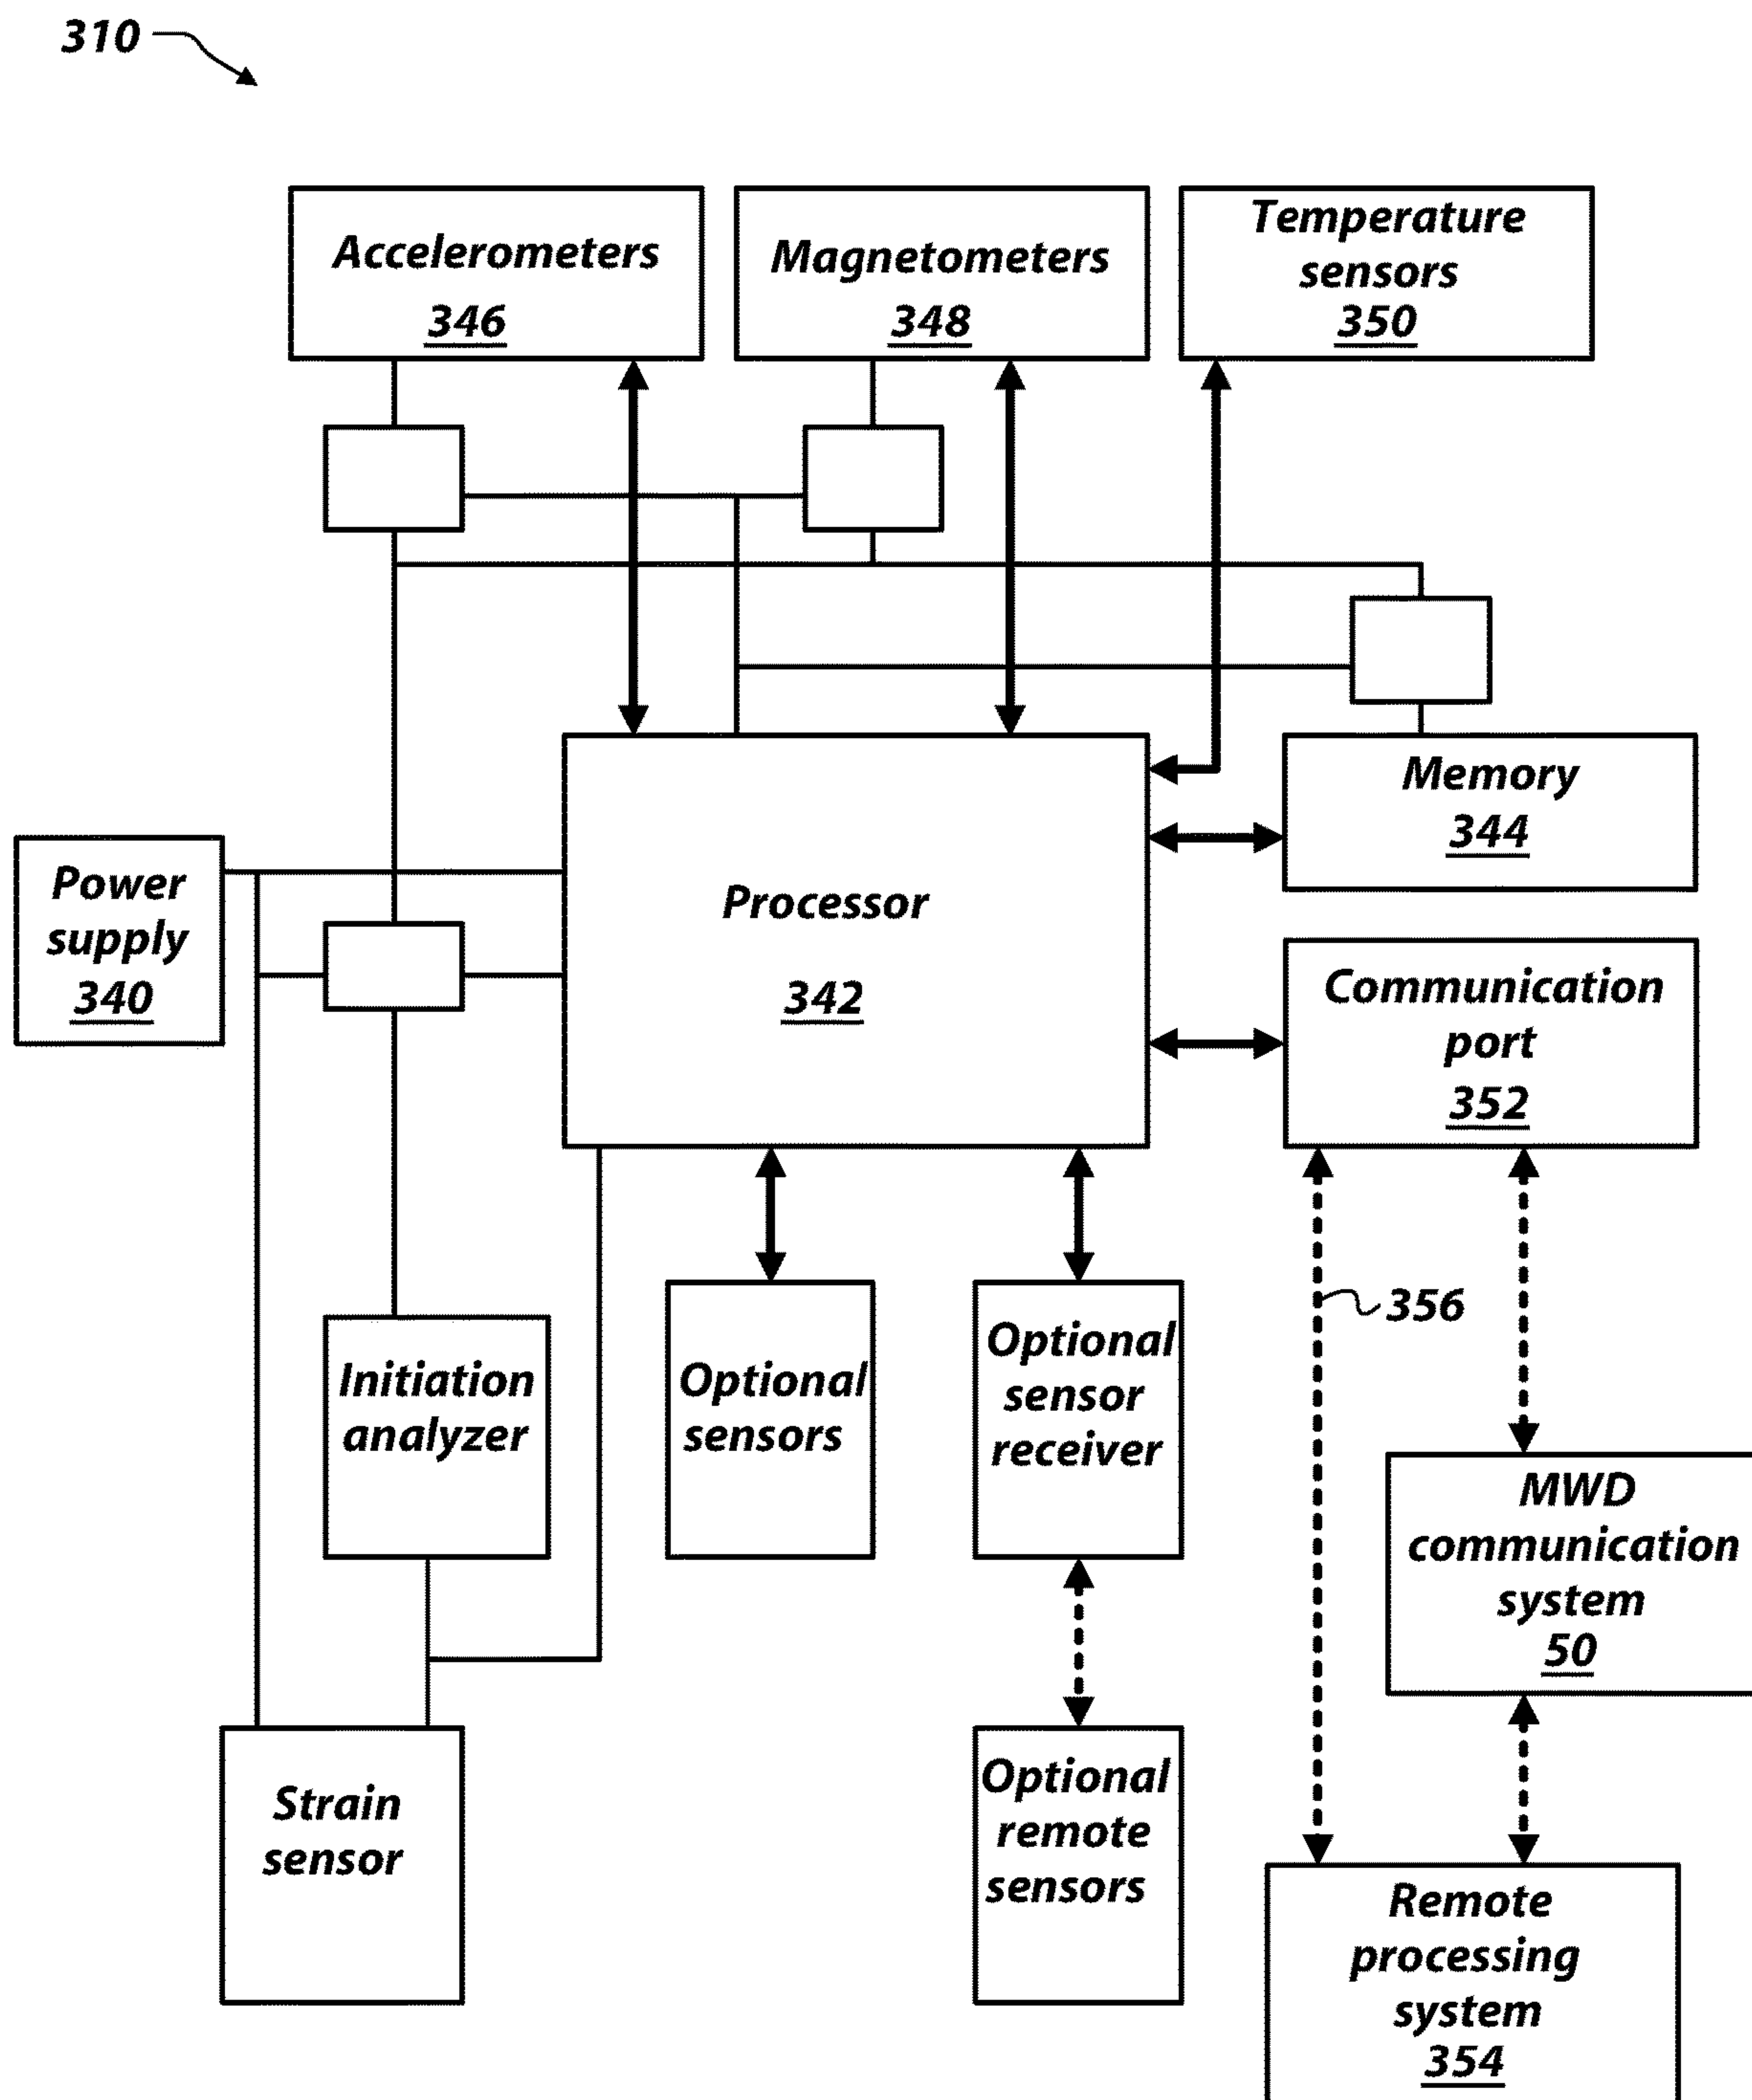 310
Accelerometers
346
Magnetometers
348
Temperature
sensors
350
Memory
344
Power
supply
340
Processor
342
Communication
port
352
356
Initiation
analyzer
Optional
sensors
Optional
sensor
receiver
MWD
communication
system
50
Strain
sensor
Optional
remote
sensors
Remote
processing
system
354